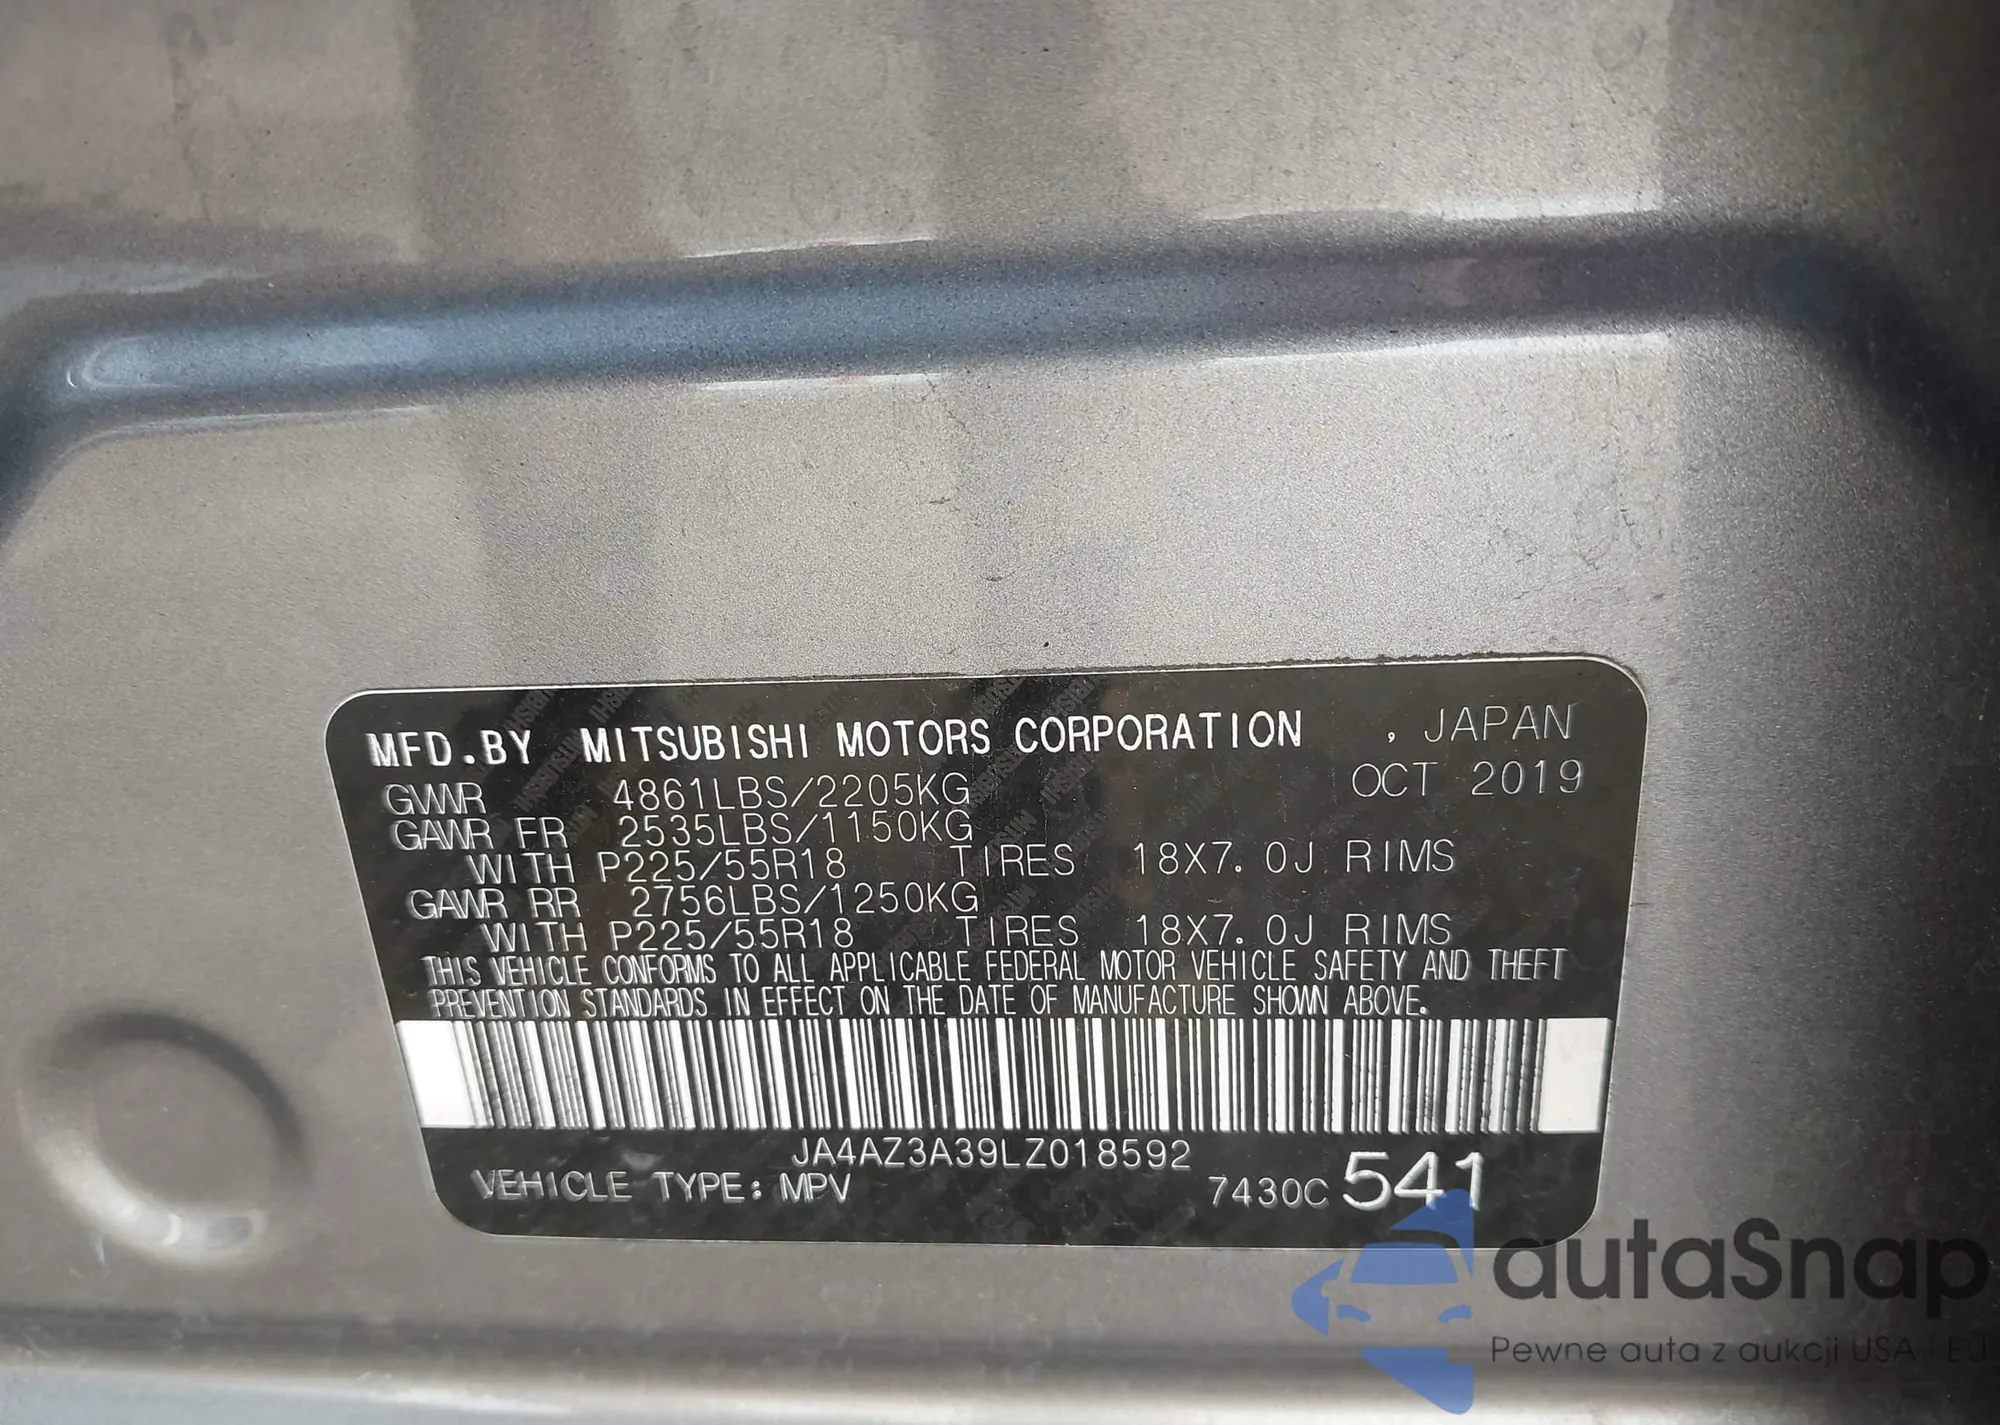 MFD.BY MITSUBISHI MOTORS CORPORATION , JAPAN
GVWR 4861LBS/2205KG OCT 2019
GAWR FR 2535LBS/1150KG
WITH P225/55R18 TIRES 18X7.0J RIMS
GAWR RR 2756LBS/1250KG
WITH P225/55R18 TIRES 18X7.0J RIMS
THIS VEHICLE CONFORMS TO ALL APPLICABLE FEDERAL MOTOR VEHICLE SAFETY AND THEFT
PREVENTION STANDARDS IN EFFECT ON THE DATE OF MANUFACTURE SHOWN ABOVE.
JA4AZ3A39LZ018592
VEHICLE TYPE: MPV 7430C 541
autaSnap
Pewne auta z aukcji USA i EU